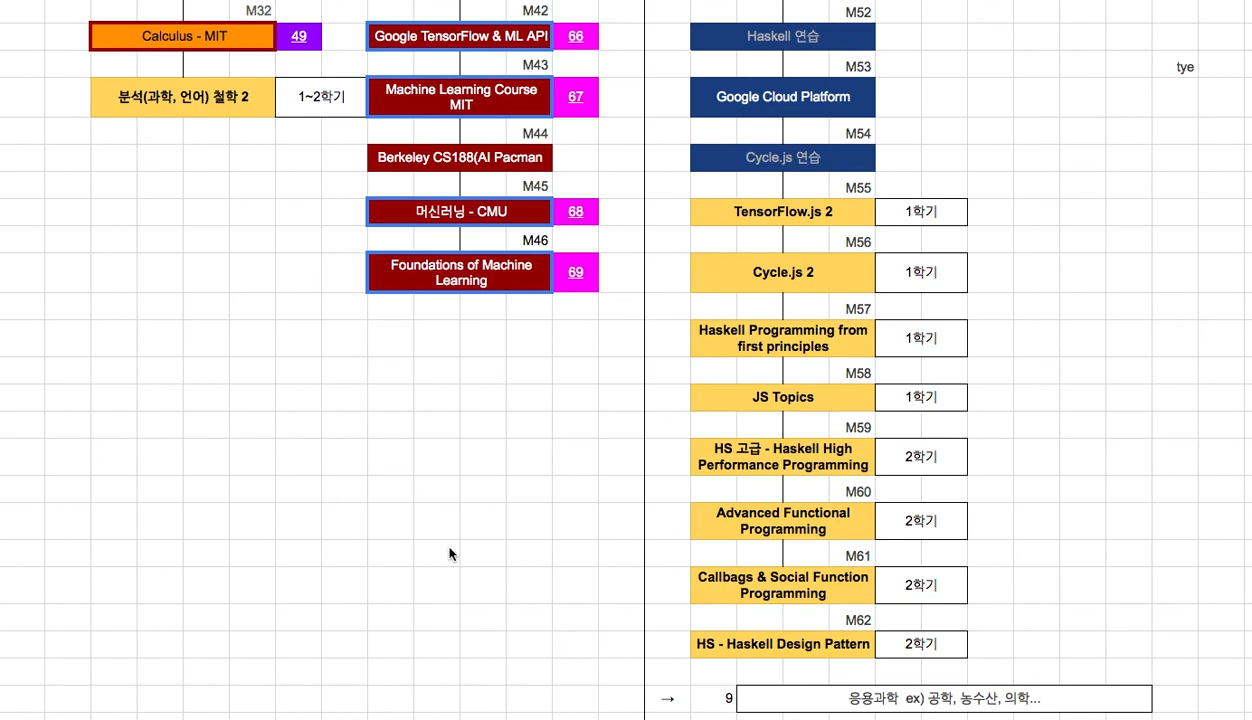 M32
Calculus - MIT
49
분석(과학, 언어) 철학 2
1~2학기
M42
Google TensorFlow & ML API
66
M43
Machine Learning Course
MIT
67
M44
Berkeley CS188(AI Pacman
M45
머신러닝 - CMU
68
M46
Foundations of Machine
Learning
69
M52
Haskell 연습
M53
Google Cloud Platform
M54
Cycle.js 연습
M55
TensorFlow.js 2
1학기
M56
Cycle.js 2
1학기
M57
Haskell Programming from
first principles
1학기
M58
JS Topics
1학기
M59
HS 고급 - Haskell High
Performance Programming
2학기
M60
Advanced Functional
Programming
2학기
M61
Callbags & Social Function
Programming
2학기
M62
HS - Haskell Design Pattern
2학기
→ 9 응용과학 ex) 공학, 농수산, 의학...
tye